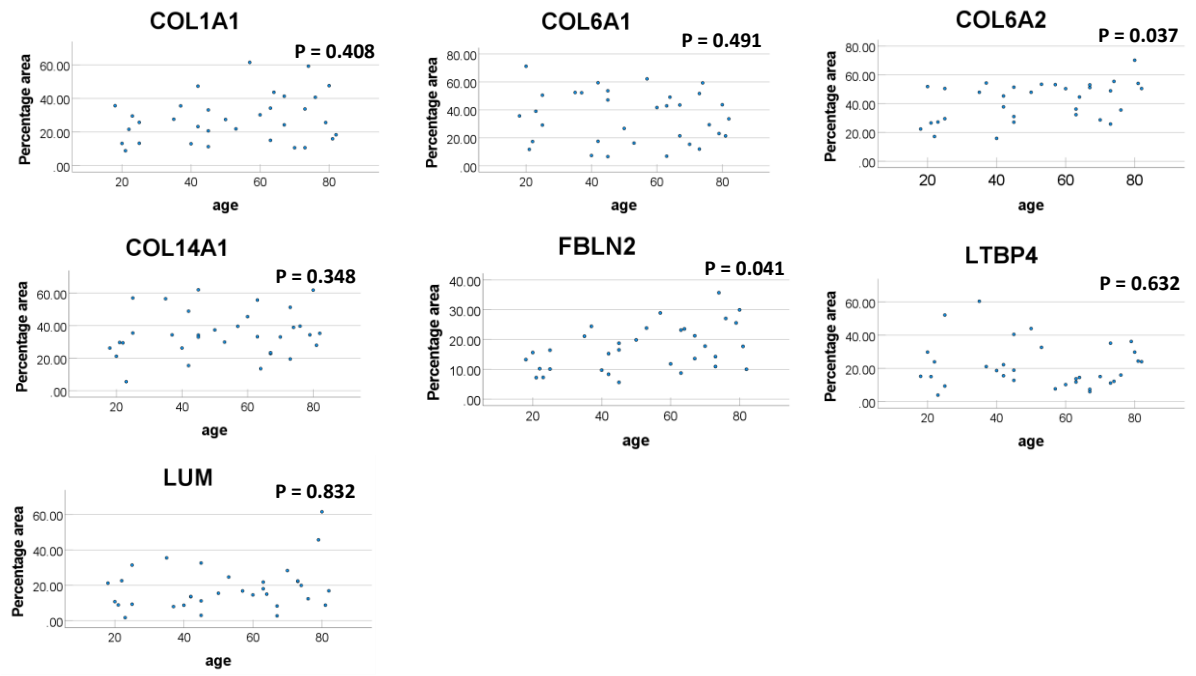 COL1A1
P = 0.408
Percentage area
60.00
40.00
20.00
.00
20
40
60
80
age
COL6A1
P = 0.491
Percentage area
80.00
60.00
40.00
20.00
.00
20
40
60
80
age
COL6A2
P = 0.037
Percentage area
80.00
60.00
40.00
20.00
.00
20
40
60
80
age
COL14A1
P = 0.348
Percentage area
60.00
40.00
20.00
.00
20
40
60
80
age
FBLN2
P = 0.041
Percentage area
40.00
30.00
20.00
10.00
.00
20
40
60
80
age
LTBP4
P = 0.632
Percentage area
60.00
40.00
20.00
.00
20
40
60
80
age
LUM
P = 0.832
Percentage area
60.00
40.00
20.00
.00
20
40
60
80
age